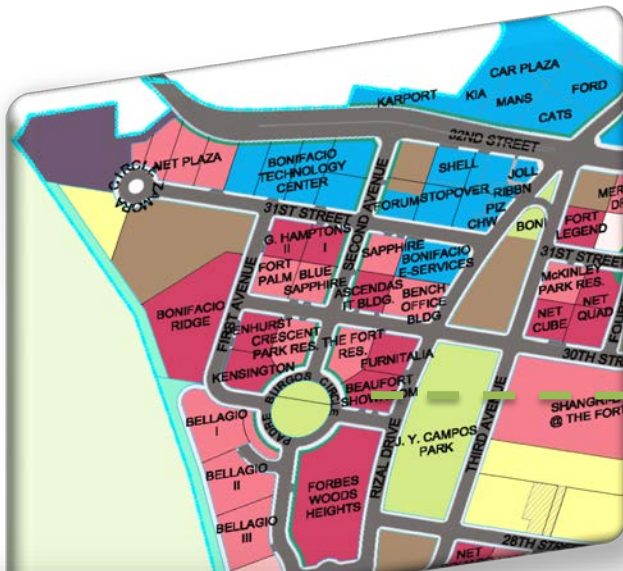 CAR PLAZA
KARPORT
KIA
MANS
FORD
CATS
32ND STREET
NET PLAZA
ZAMORA CIRCLE
BONIFACIO
TECHNOLOGY
CENTER
SHELL
JOLL
FORUM
STOPOVER
RIBBN
PIZ
CHW
31ST STREET
SECOND AVENUE
BONI
FORT
LEGEND
G. HAMPTONS
II
I
SAPPHIRE
BONIFACIO
E-SERVICES
31ST STREET
FORT
PALM
BLUE
SAPPHIRE
ASCENDAS
IT BLDG.
BENCH
OFFICE
BLDG
McKINLEY
PARK RES.
BONIFACIO
RIDGE
FIRST AVENUE
NET
CUBE
NET
QUAD
CRESCENT
PARK RES.
THE FORT
RES.
FURNITALIA
30TH
KENSINGTON
PADRE BURGOS CIRCLE
BEAUFORT
@ THE FORT
BELLAGIO
I
J. Y. CAMPOS
PARK
RIZAL DRIVE
THIRD AVENUE
BELLAGIO
II
FORBES
WOODS
HEIGHTS
BELLAGIO
III
28TH
NET